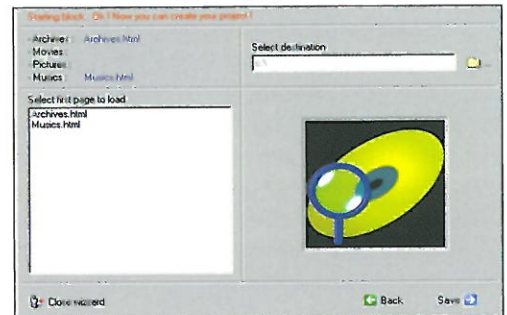 Starting block : Ok ! Now you can create your project !
- Archives : Archives.html
- Movies :
- Pictures :
- Musics : Musics.html
Select destination
c:\
...
Select first page to load
Archives.html
Musics.html
Close wizzard
Back
Save